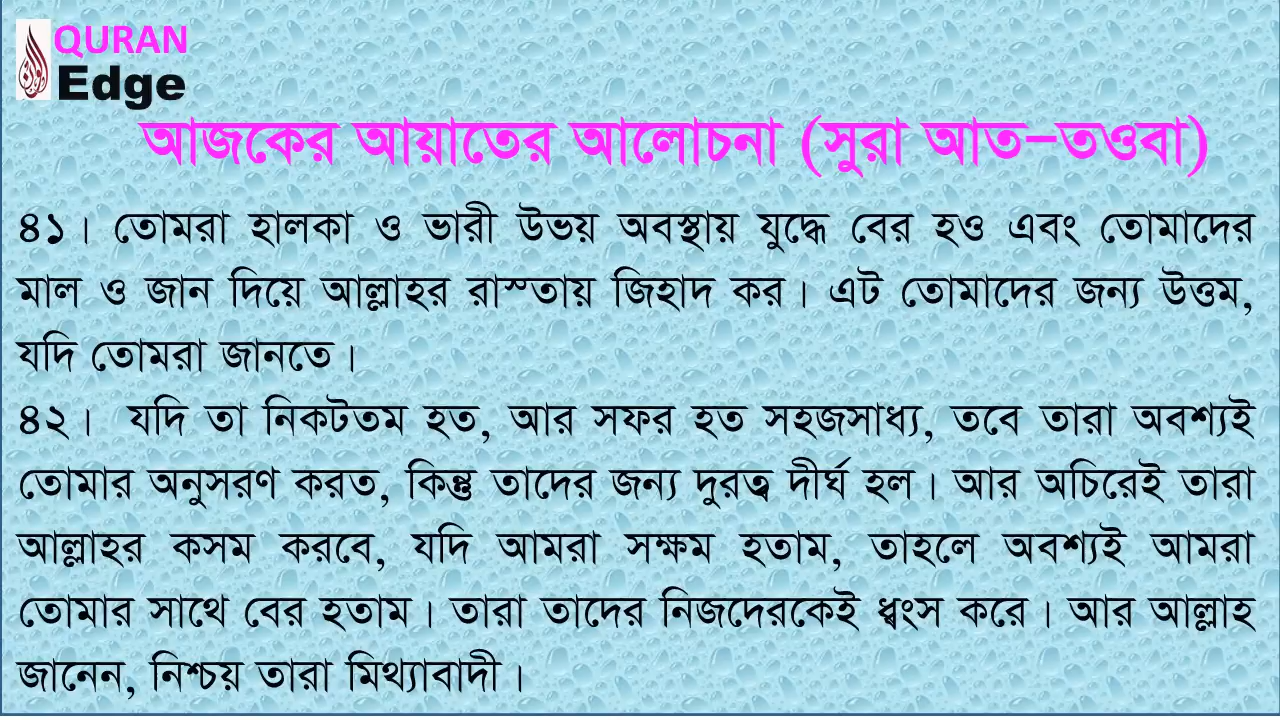 QURAN
Edge
আজকের আয়াতের আলোচনা (সুরা আত-তওবা)
৪১। তোমরা হালকা ও ভারী উভয় অবস্থায় যুদ্ধে বের হও এবং তোমাদের
মাল ও জান দিয়ে আল্লাহর রাস্তায় জিহাদ কর। এট তোমাদের জন্য উত্তম,
যদি তোমরা জানতে।
৪২। যদি তা নিকটতম হত, আর সফর হত সহজসাধ্য, তবে তারা অবশ্যই
তোমার অনুসরণ করত, কিন্তু তাদের জন্য দুরত্ব দীর্ঘ হল। আর অচিরেই তারা
আল্লাহর কসম করবে, যদি আমরা সক্ষম হতাম, তাহলে অবশ্যই আমরা
তোমার সাথে বের হতাম। তারা তাদের নিজদেরকেই ধ্বংস করে। আর আল্লাহ
জানেন, নিশ্চয় তারা মিথ্যাবাদী।